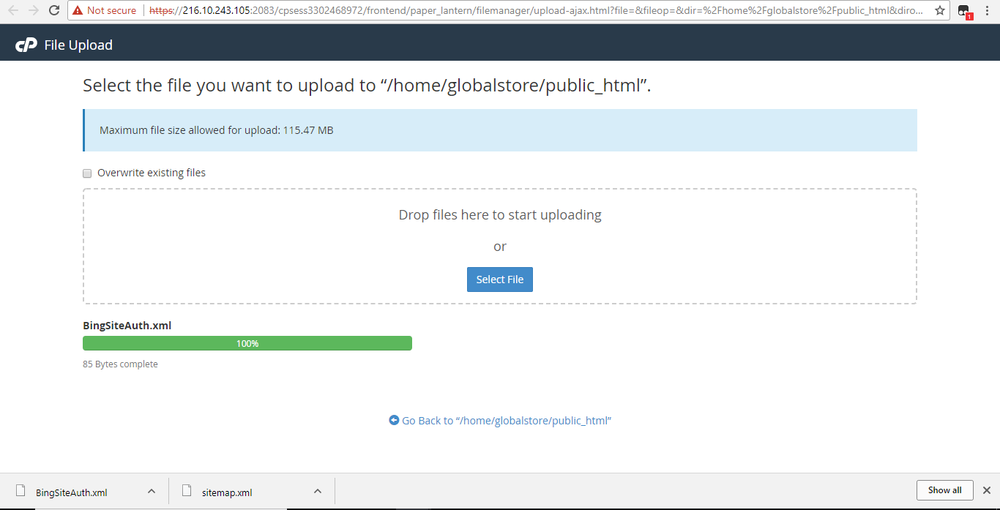 Not secure
https://216.10.243.105:2083/cpsess3302468972/frontend/paper_lantern/filemanager/upload-ajax.html?file=&fileop=&dir=%2Fhome%2Fglobalstore%2Fpublic_html&diro...
1
cP File Upload
Select the file you want to upload to “/home/globalstore/public_html”.
Maximum file size allowed for upload: 115.47 MB
Overwrite existing files
Drop files here to start uploading
or
Select File
BingSiteAuth.xml
100%
85 Bytes complete
Go Back to “/home/globalstore/public_html”
BingSiteAuth.xml
sitemap.xml
Show all